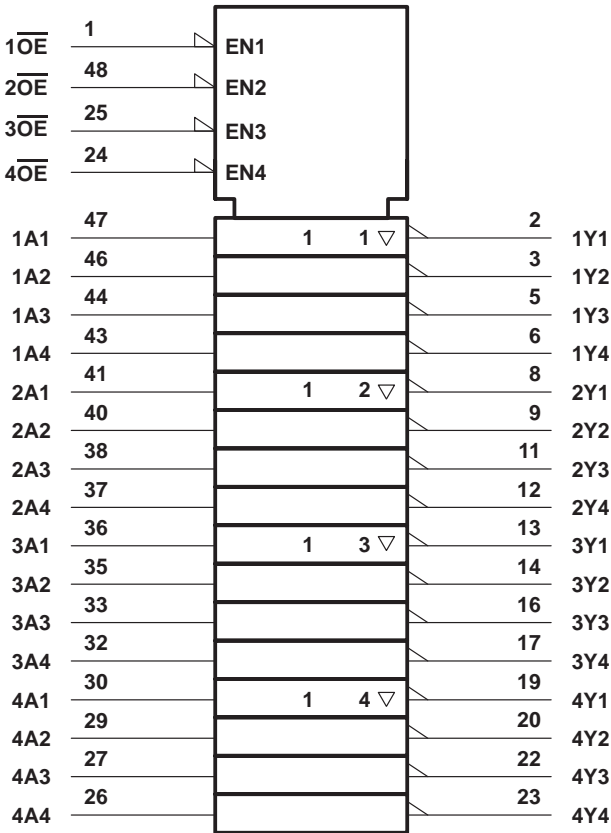 1O̅E̅ 1 EN1
2O̅E̅ 48 EN2
3O̅E̅ 25 EN3
4O̅E̅ 24 EN4
1A1 47 1 1 ▽ 2 1Y1
1A2 46 3 1Y2
1A3 44 5 1Y3
1A4 43 6 1Y4
2A1 41 1 2 ▽ 8 2Y1
2A2 40 9 2Y2
2A3 38 11 2Y3
2A4 37 12 2Y4
3A1 36 1 3 ▽ 13 3Y1
3A2 35 14 3Y2
3A3 33 16 3Y3
3A4 32 17 3Y4
4A1 30 1 4 ▽ 19 4Y1
4A2 29 20 4Y2
4A3 27 22 4Y3
4A4 26 23 4Y4